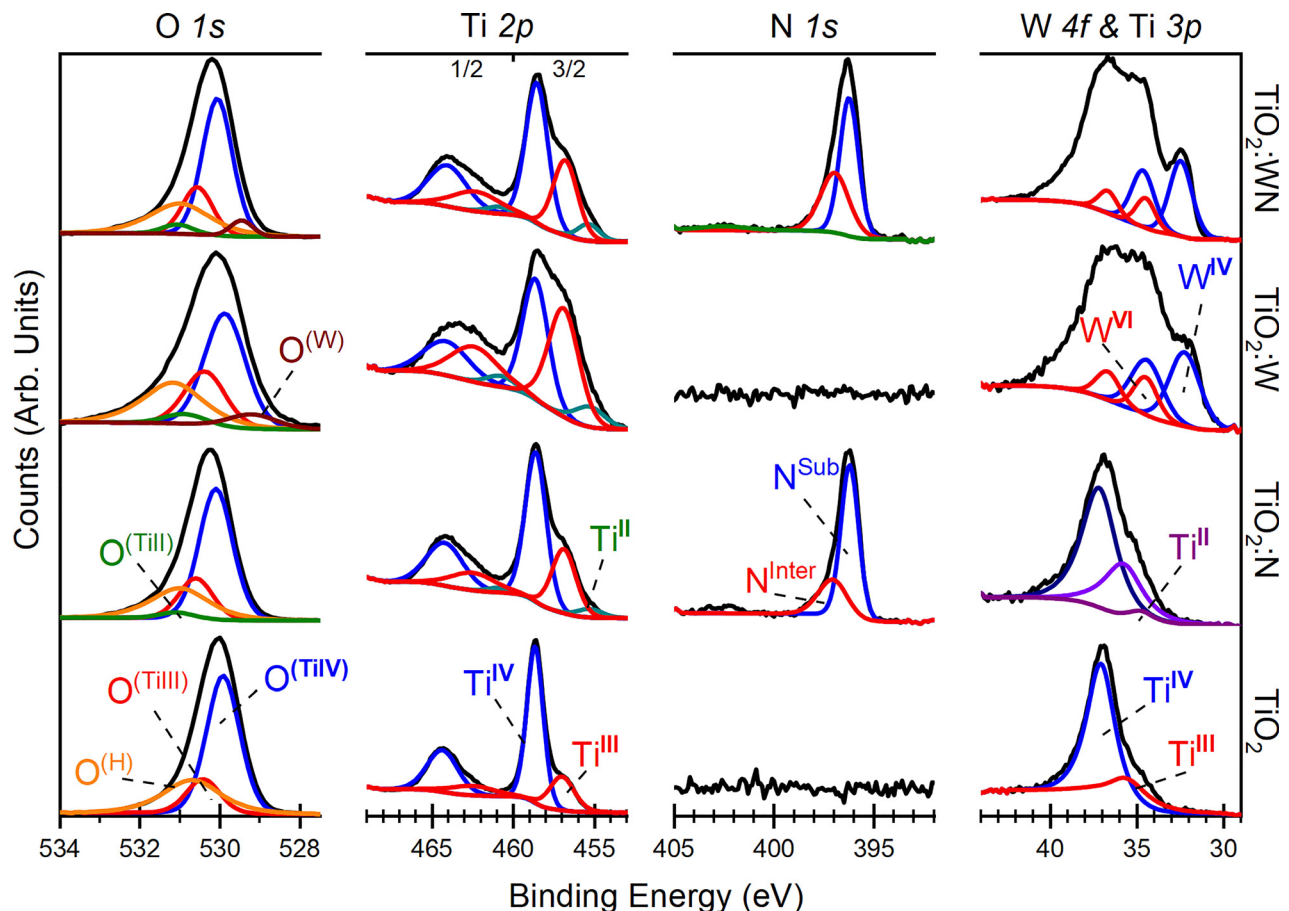 O 1s
Ti 2p
N 1s
W 4f & Ti 3p
1/2
3/2
TiO2:WN
O(W)
WVI
WIV
TiO2:W
O(TiII)
TiII
NSub
NInter
TiII
TiO2:N
O(TiIII)
O(TiIV)
O(H)
TiIV
TiIII
TiIV
TiIII
TiO2
Counts (Arb. Units)
534 532 530 528
465 460 455
405 400 395
40 35 30
Binding Energy (eV)